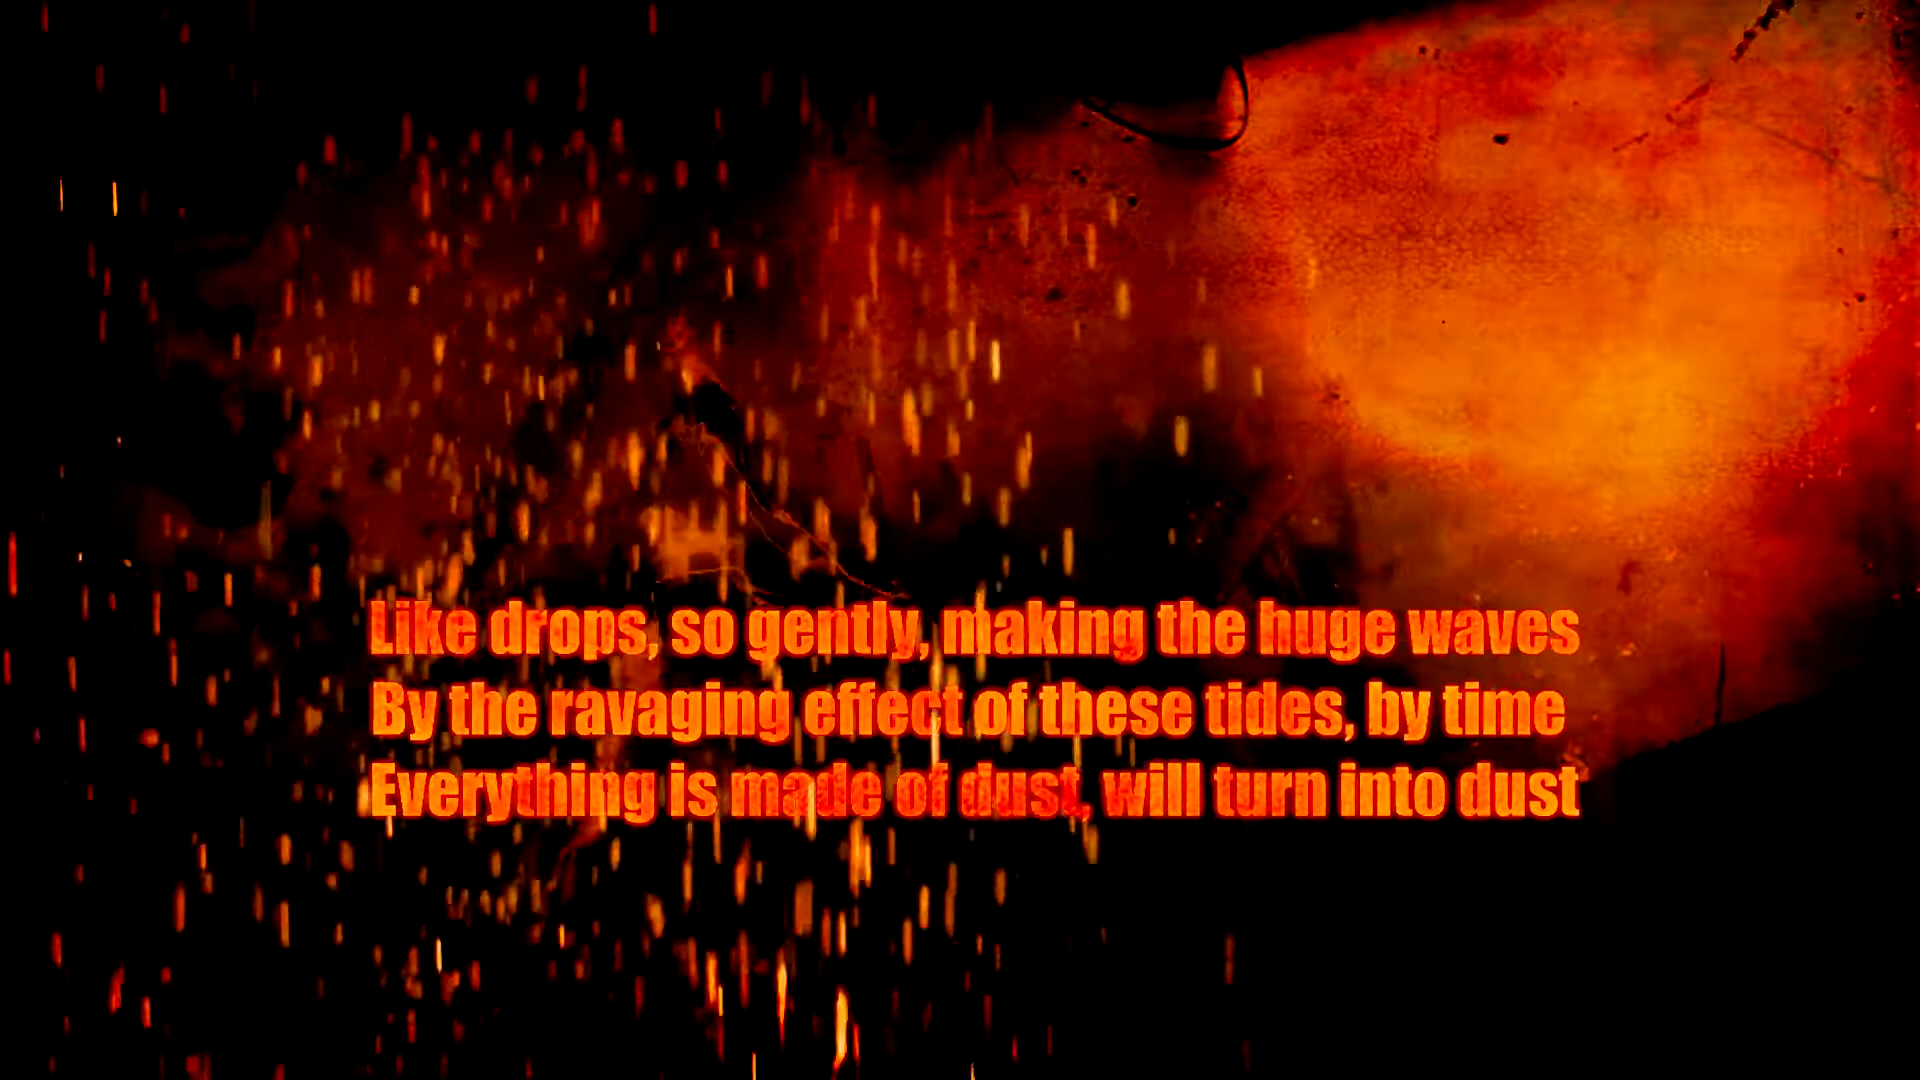 Like drops, so gently, making the huge waves
By the ravaging effect of these tides, by time
Everything is made of dust, will turn into dust